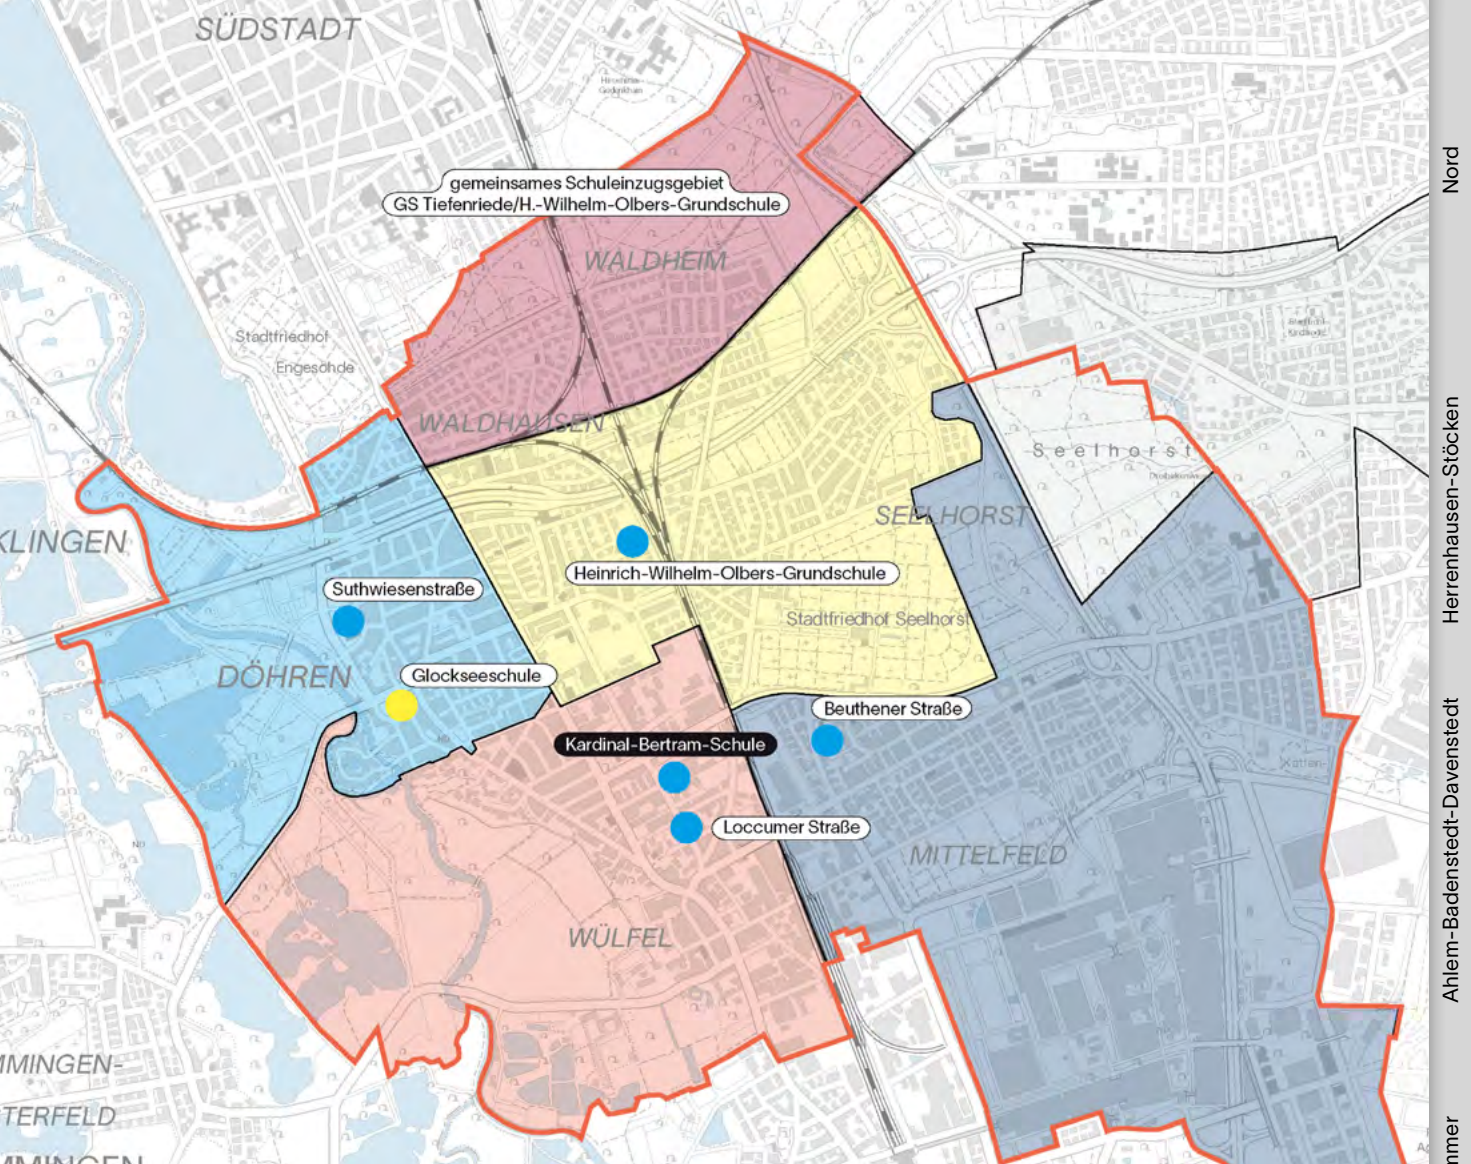 SÜDSTADT
Nord
gemeinsames Schuleinzugsgebiet
GS Tiefenriede/H.-Wilhelm-Olbers-Grundschule
WALDHEIM
Stadtfriedhof
Engesohde
WALDHAUSEN
Seelhorst
Herrenhausen-Stöcken
SEELHORST
KLINGEN
Heinrich-Wilhelm-Olbers-Grundschule
Suthwiesenstraße
Stadtfriedhof Seelhorst
DÖHREN
Glockseeschule
Beuthener Straße
Kardinal-Bertram-Schule
Ahlem-Badenstedt-Davenstedt
Loccumer Straße
MITTELFELD
WÜLFEL
MMINGEN-
TERFELD
mmer
MMINGEN